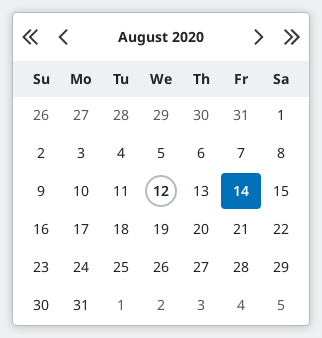 August 2020
Su Mo Tu We Th Fr Sa
26 27 28 29 30 31 1
2 3 4 5 6 7 8
9 10 11 12 13 14 15
16 17 18 19 20 21 22
23 24 25 26 27 28 29
30 31 1 2 3 4 5